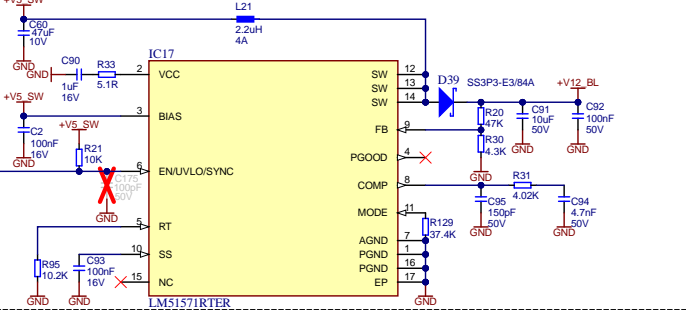 +V5_SW
L21
2.2uH
4A
C60
47uF
10V
GND
IC17
C90
1uF
16V
GND
R33
5.1R
2
VCC
+V5_SW
3
BIAS
C2
100nF
16V
GND
+V5_SW
R21
10K
6
EN/UVLO/SYNC
C175
100pF
50V
GND
5
RT
10
SS
15
NC
R95
10.2K
GND
C93
100nF
16V
GND
LM51571RTER
SW
12
SW
13
SW
14
FB
9
PGOOD
4
COMP
8
MODE
11
AGND
7
PGND
1
PGND
16
EP
17
D39
SS3P3-E3/84A
+V12_BL
R20
47K
R30
4.3K
GND
C91
10uF
50V
GND
C92
100nF
50V
GND
R31
4.02K
C95
150pF
50V
GND
C94
4.7nF
50V
GND
R129
37.4K
GND